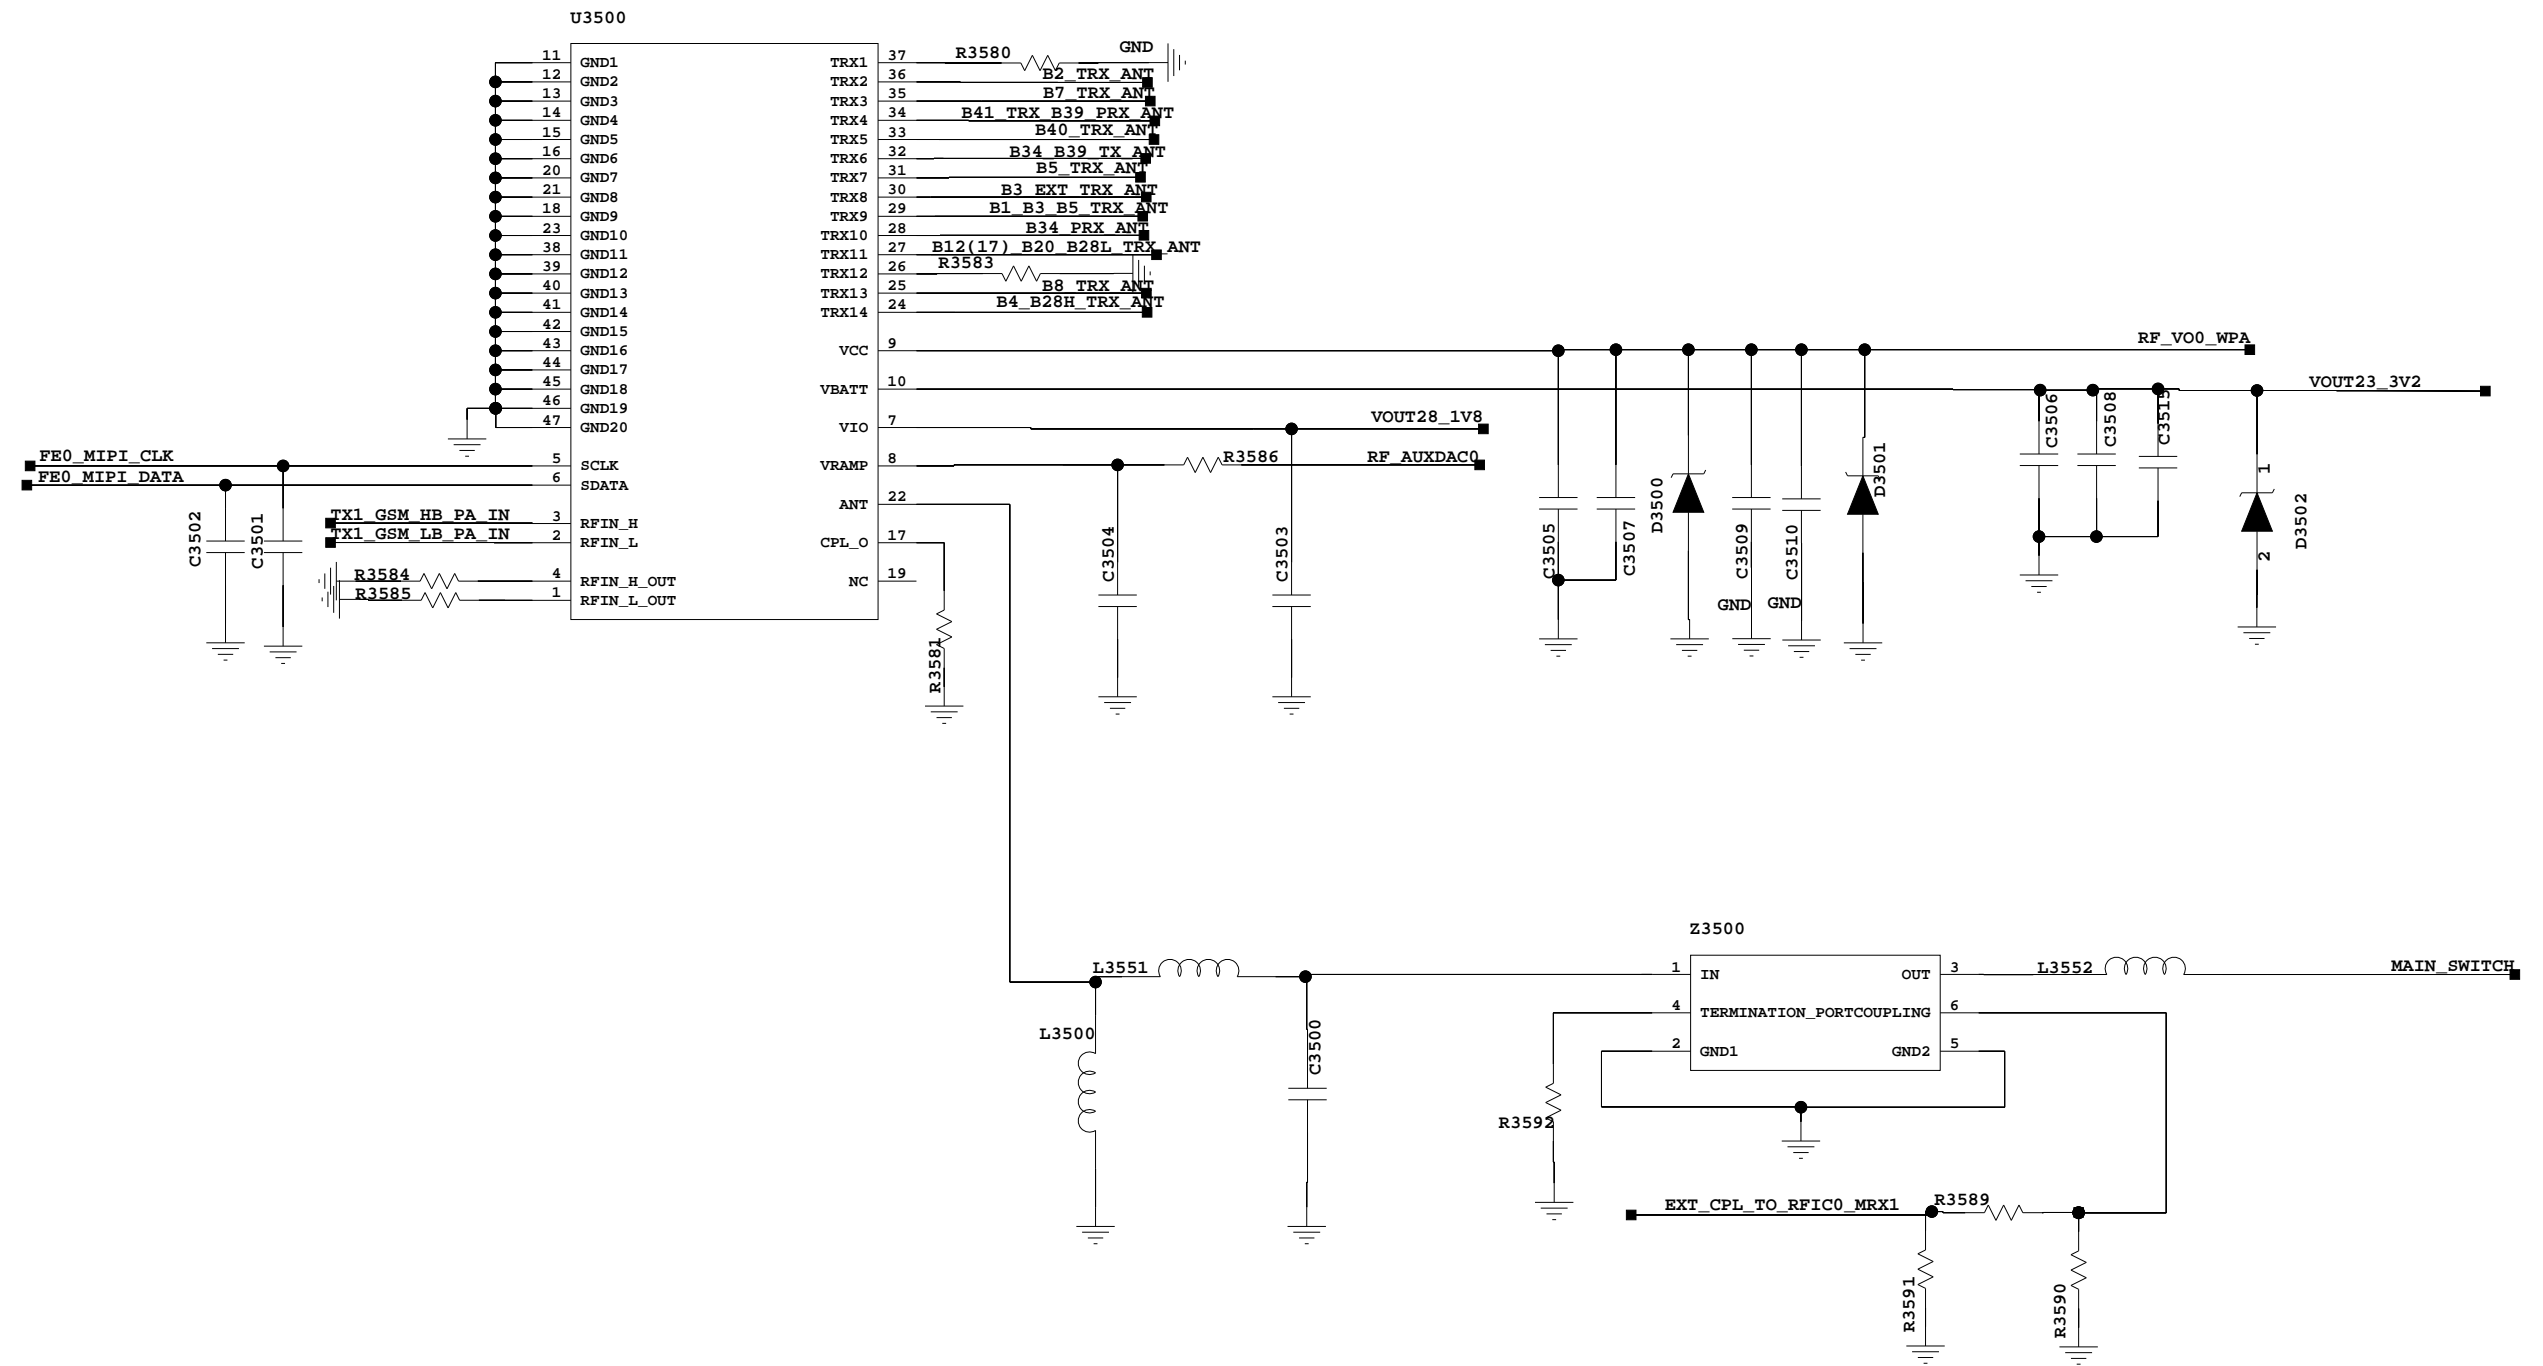 U3500
11 GND1 TRX1 37 R3580 GND
12 GND2 TRX2 36 B2_TRX_ANT
13 GND3 TRX3 35 B7_TRX_ANT
14 GND4 TRX4 34 B41_TRX_B39_PRX_ANT
15 GND5 TRX5 33 B40_TRX_ANT
16 GND6 TRX6 32 B34_B39_TX_ANT
20 GND7 TRX7 31 B5_TRX_ANT
21 GND8 TRX8 30 B3_EXT_TRX_ANT
18 GND9 TRX9 29 B1_B3_B5_TRX_ANT
23 GND10 TRX10 28 B34_PRX_ANT
38 GND11 TRX11 27 B12(17)_B20_B28L_TRX_ANT
39 GND12 TRX12 26 R3583
40 GND13 TRX13 25 B8_TRX_ANT
41 GND14 TRX14 24 B4_B28H_TRX_ANT
42 GND15
43 GND16 VCC 9 RF_VO0_WPA
44 GND17
45 GND18 VBATT 10 VOUT23_3V2
46 GND19
47 GND20 VIO 7 VOUT28_1V8
FE0_MIPI_CLK 5 SCLK VRAMP 8 R3586 RF_AUXDAC0
FE0_MIPI_DATA 6 SDATA
ANT 22
TX1_GSM_HB_PA_IN 3 RFIN_H
TX1_GSM_LB_PA_IN 2 RFIN_L CPL_O 17
R3584 4 RFIN_H_OUT NC 19
R3585 1 RFIN_L_OUT
C3502
C3501
R3581
C3504
C3503
C3505
C3507
D3500
C3509
GND
C3510
GND
D3501
C3506
C3508
C3515
1
2
D3502
Z3500
L3551 1 IN OUT 3 L3552 MAIN_SWITCH
4 TERMINATION_PORTCOUPLING 6
2 GND1 GND2 5
L3500
C3500
R3592
EXT_CPL_TO_RFIC0_MRX1 R3589
R3591
R3590